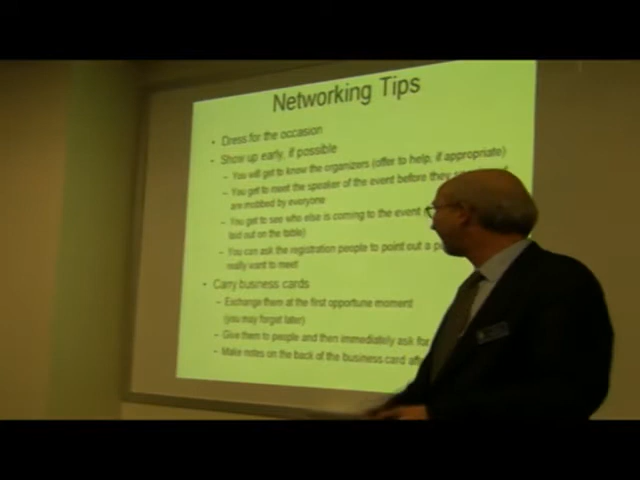 Networking Tips
• Dress for the occasion
• Show up early, if possible
– You will get to know the organizers (offer to help, if appropriate)
– You get to meet the speaker of the event before they
are mobbed by everyone
– You get to see who else is coming to the event
laid out on the table)
– You can ask the registration people to point out a
really want to meet
• Carry business cards
– Exchange them at the first opportune moment
(you may forget later)
– Give them to people and then immediately ask for
– Make notes on the back of the business card